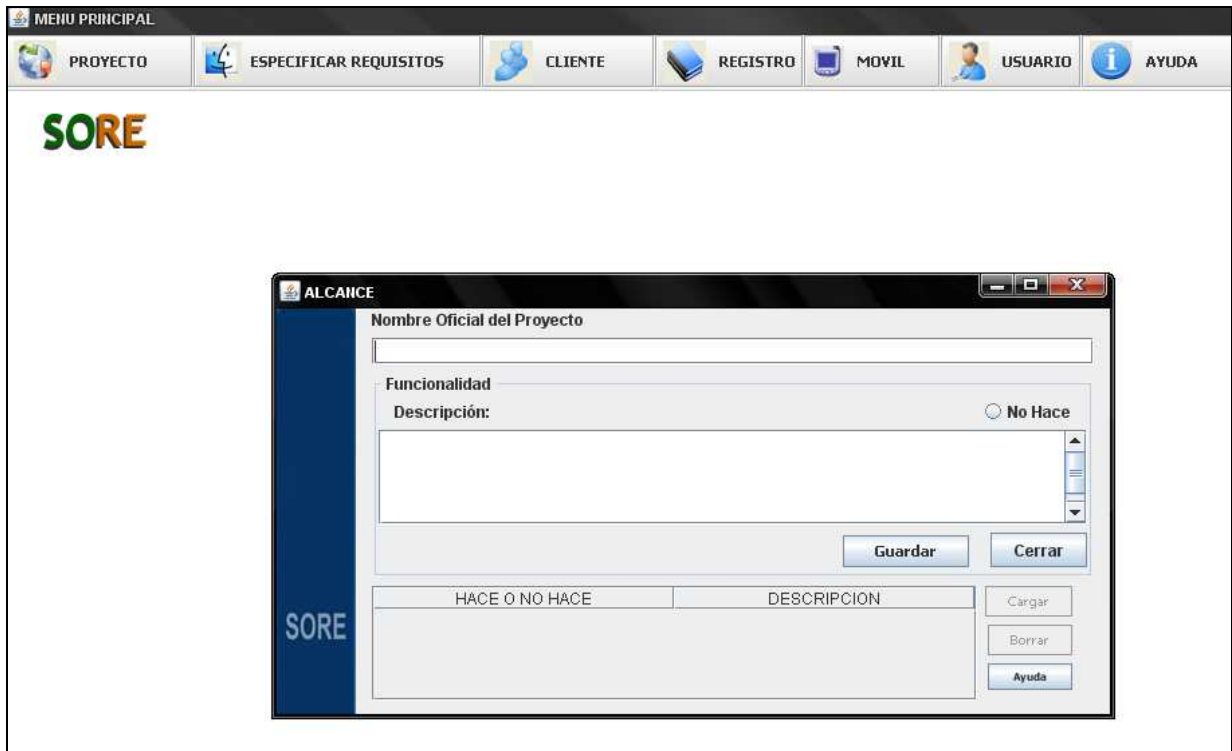 MENU PRINCIPAL
PROYECTO ESPECIFICAR REQUISITOS CLIENTE REGISTRO MOVIL USUARIO AYUDA
SORE
ALCANCE
Nombre Oficial del Proyecto
Funcionalidad
Descripción: No Hace
Guardar Cerrar
HACE O NO HACE DESCRIPCION Cargar
SORE
Borrar
Ayuda